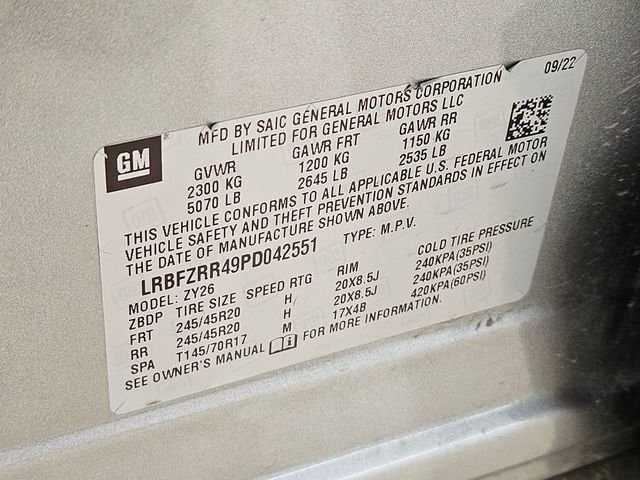 09/22
GM
MFD BY SAIC GENERAL MOTORS CORPORATION
LIMITED FOR GENERAL MOTORS LLC
GVWR GAWR FRT GAWR RR
2300 KG 1200 KG 1150 KG
5070 LB 2645 LB 2535 LB
THIS VEHICLE CONFORMS TO ALL APPLICABLE U.S. FEDERAL MOTOR
VEHICLE SAFETY AND THEFT PREVENTION STANDARDS IN EFFECT ON
THE DATE OF MANUFACTURE SHOWN ABOVE.
LRBFZRR49PD042551 TYPE: M.P.V.
MODEL: ZY26
ZBDP TIRE SIZE SPEED RTG RIM COLD TIRE PRESSURE
FRT 245/45R20 H 20X8.5J 240KPA(35PSI)
RR 245/45R20 H 20X8.5J 240KPA(35PSI)
SPA T145/70R17 M 17X4B 420KPA(60PSI)
SEE OWNER'S MANUAL i FOR MORE INFORMATION.